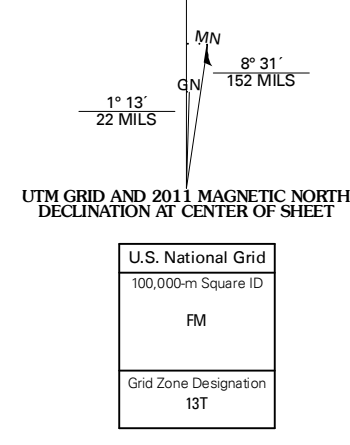 MN
GN
8° 31´
152 MILS
1° 13´
22 MILS
UTM GRID AND 2011 MAGNETIC NORTH
DECLINATION AT CENTER OF SHEET
U.S. National Grid
100,000-m Square ID
FM
Grid Zone Designation
13T